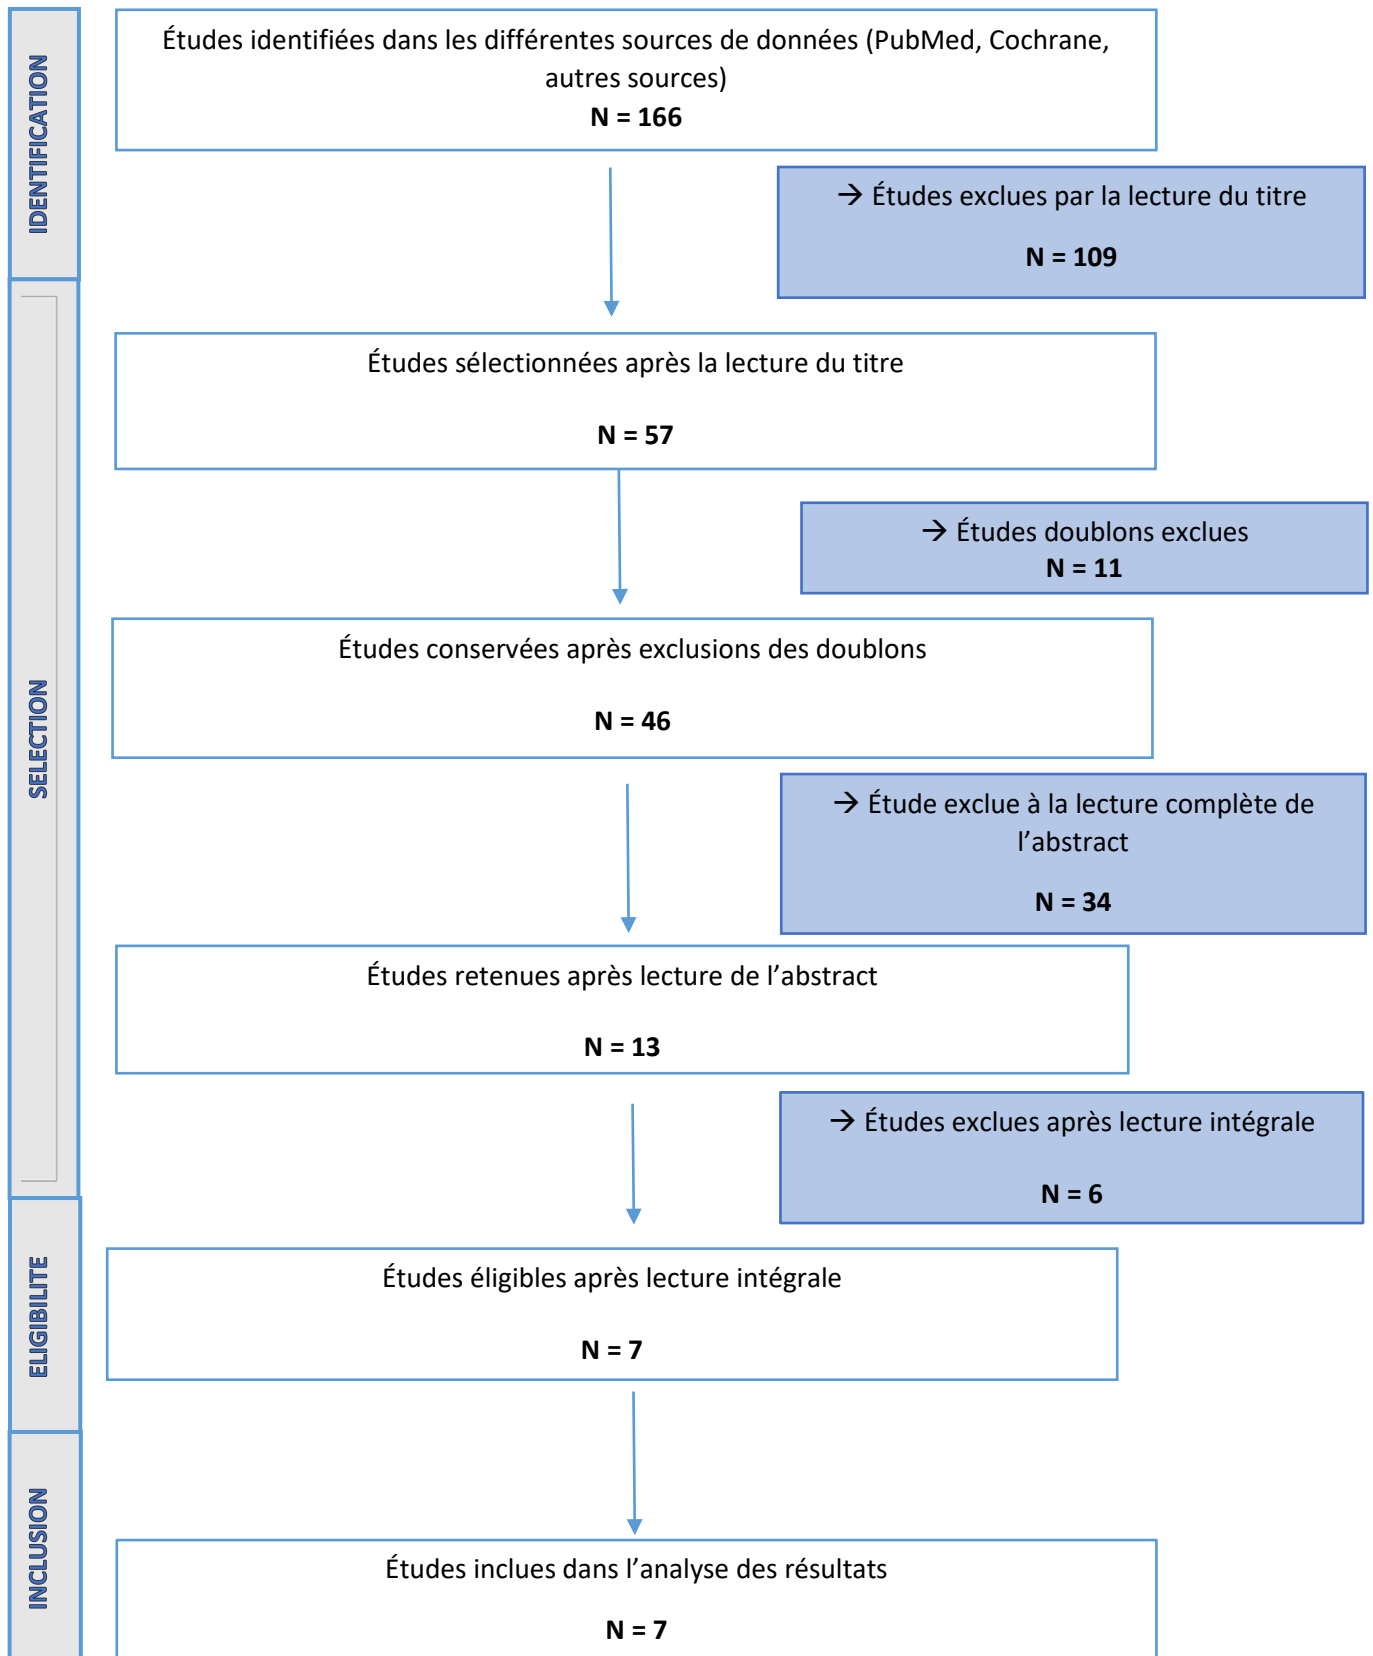 IDENTIFICATION
Études identifiées dans les différentes sources de données (PubMed, Cochrane,
autres sources)
N = 166
→ Études exclues par la lecture du titre
N = 109
SELECTION
Études sélectionnées après la lecture du titre
N = 57
→ Études doublons exclues
N = 11
Études conservées après exclusions des doublons
N = 46
→ Étude exclue à la lecture complète de
l’abstract
N = 34
Études retenues après lecture de l’abstract
N = 13
→ Études exclues après lecture intégrale
N = 6
ELIGIBILITE
Études éligibles après lecture intégrale
N = 7
INCLUSION
Études inclues dans l’analyse des résultats
N = 7